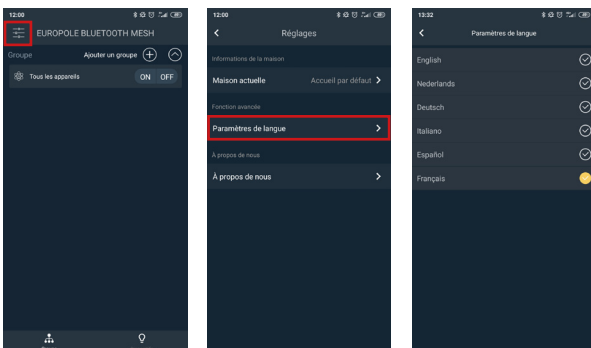 12:00
EUROPOLE BLUETOOTH MESH
Groupe Ajouter un groupe
Tous les appareils ON OFF
12:00
Réglages
Informations de la maison
Maison actuelle Accueil par défaut
Fonction avancée
Paramètres de langue
À propos de nous
À propos de nous
13:32
Paramètres de langue
English
Nederlands
Deutsch
Italiano
Español
Français